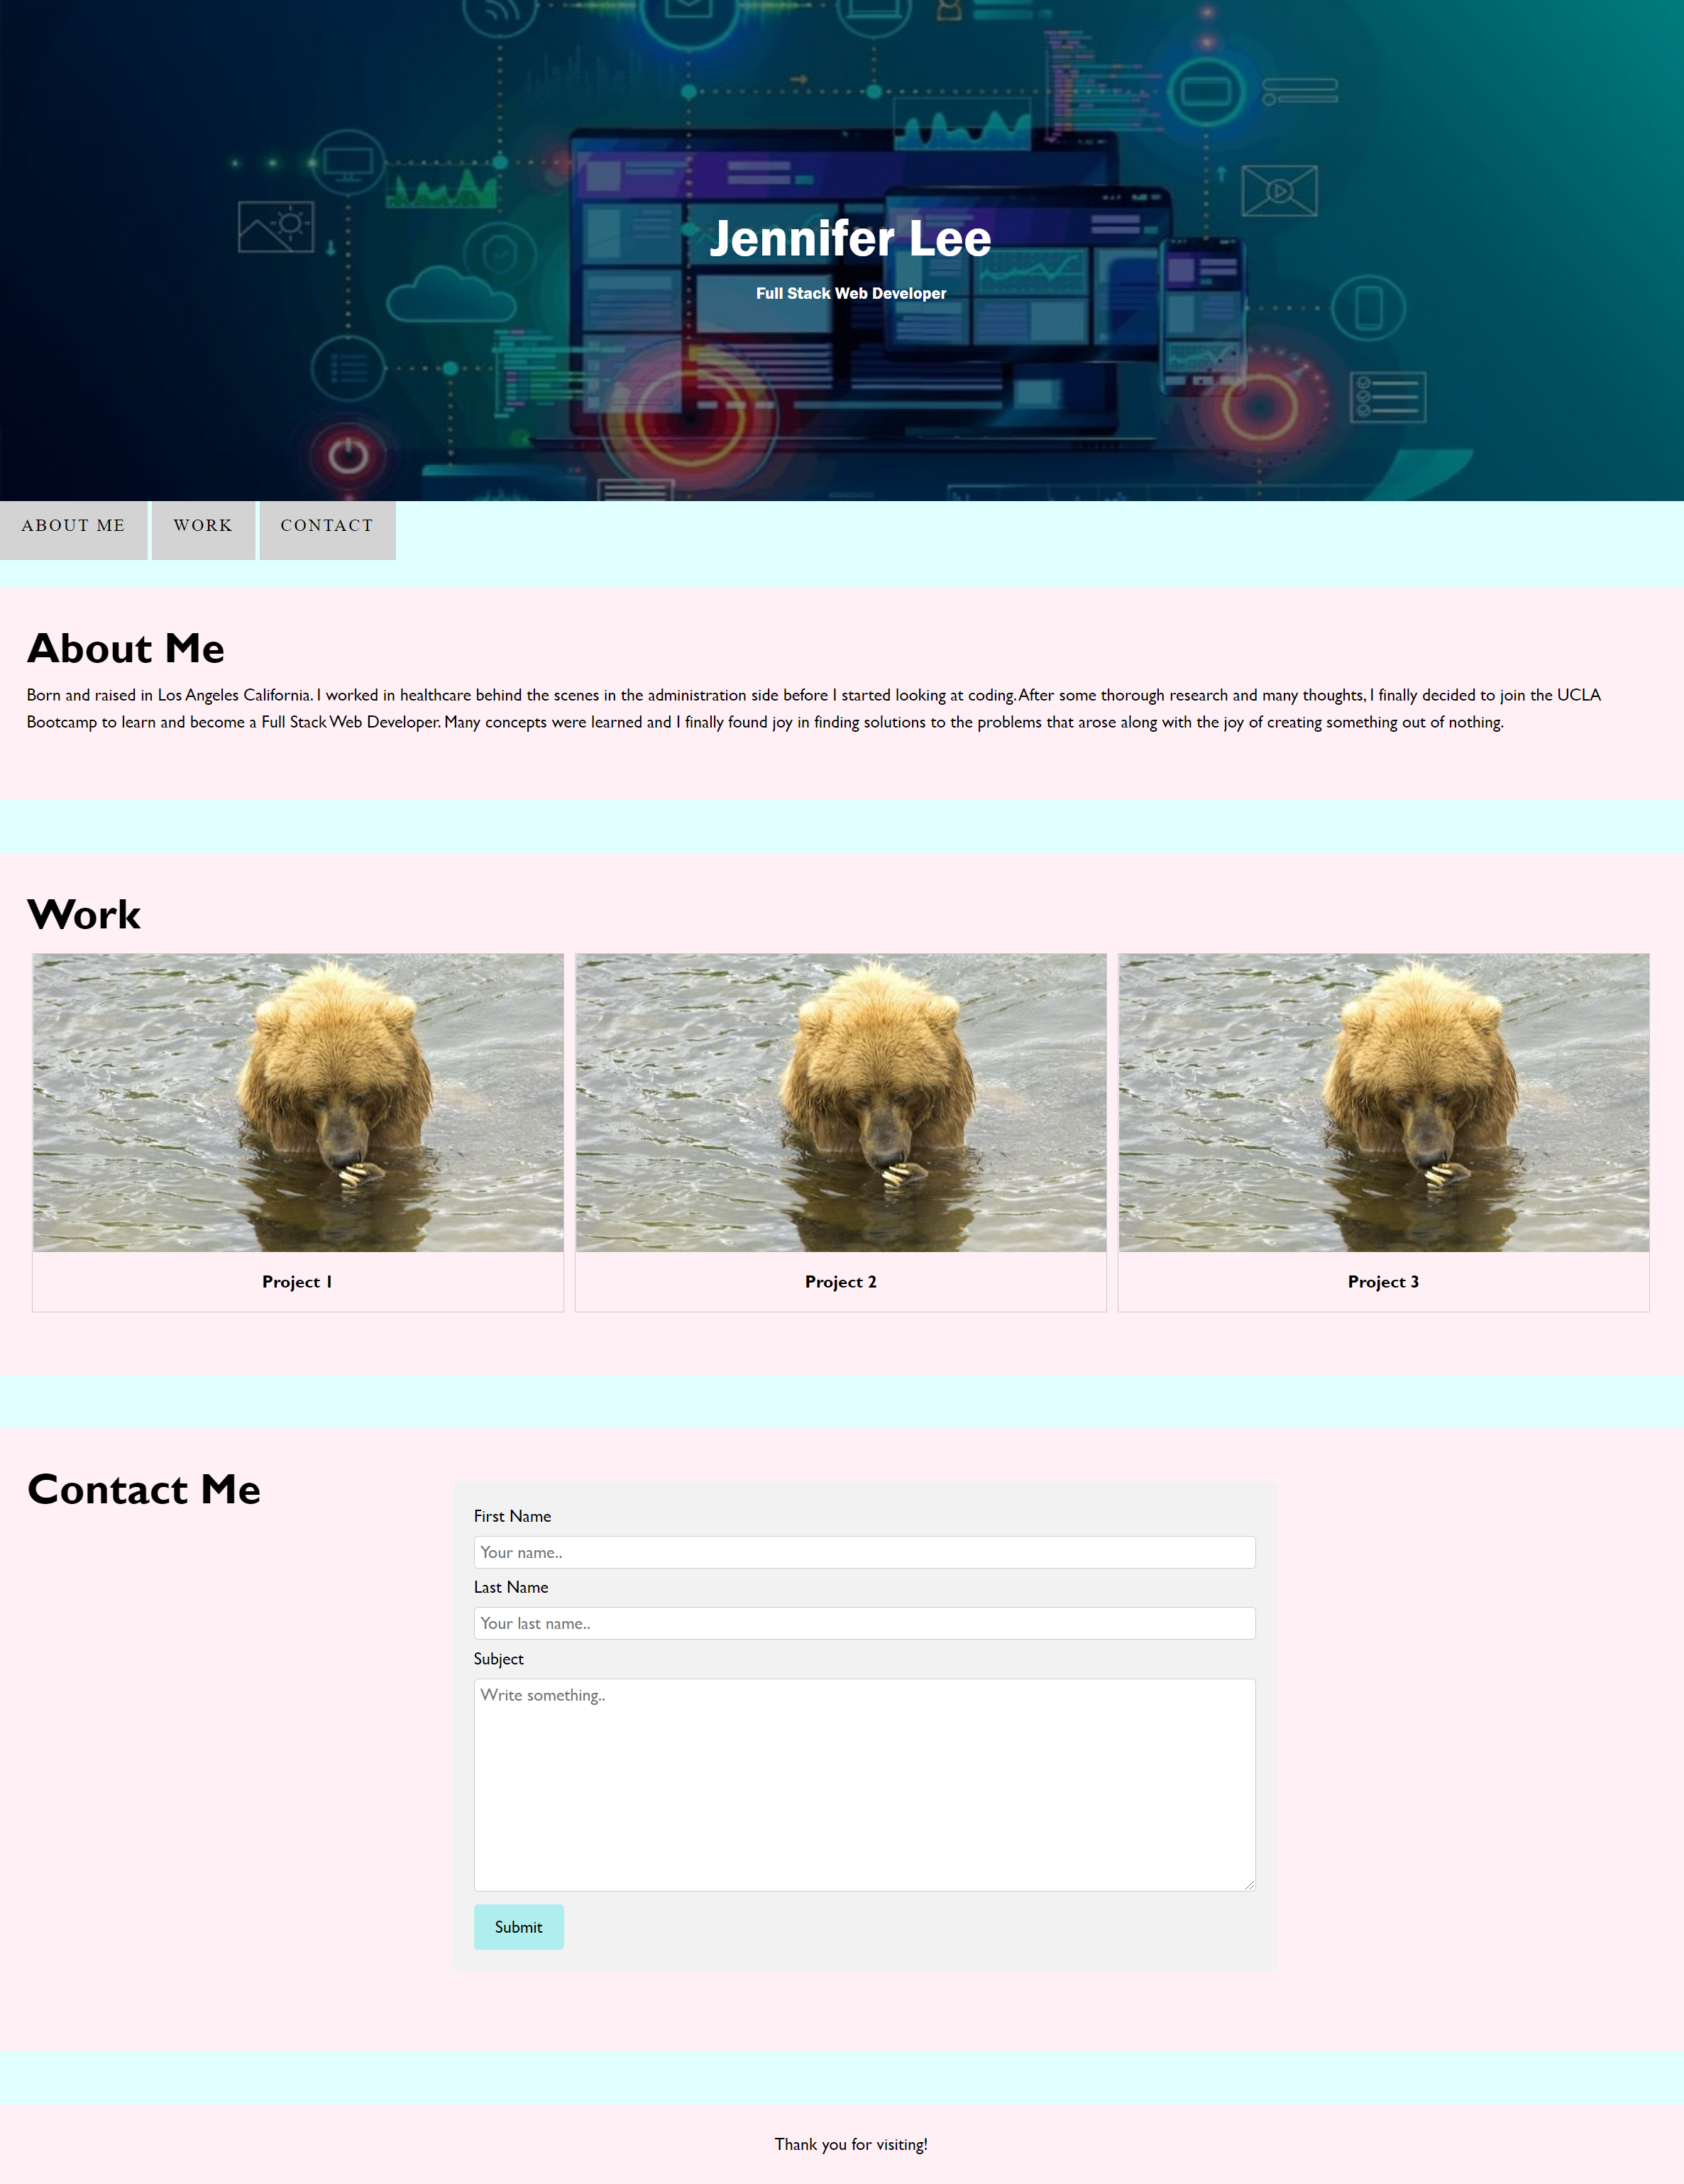 Jennifer Lee
Full Stack Web Developer
ABOUT ME WORK CONTACT
About Me
Born and raised in Los Angeles California. I worked in healthcare behind the scenes in the administration side before I started looking at coding. After some thorough research and many thoughts, I finally decided to join the UCLA
Bootcamp to learn and become a Full Stack Web Developer. Many concepts were learned and I finally found joy in finding solutions to the problems that arose along with the joy of creating something out of nothing.
Work
Project 1 Project 2 Project 3
Contact Me
First Name
Your name..
Last Name
Your last name..
Subject
Write something..
Submit
Thank you for visiting!